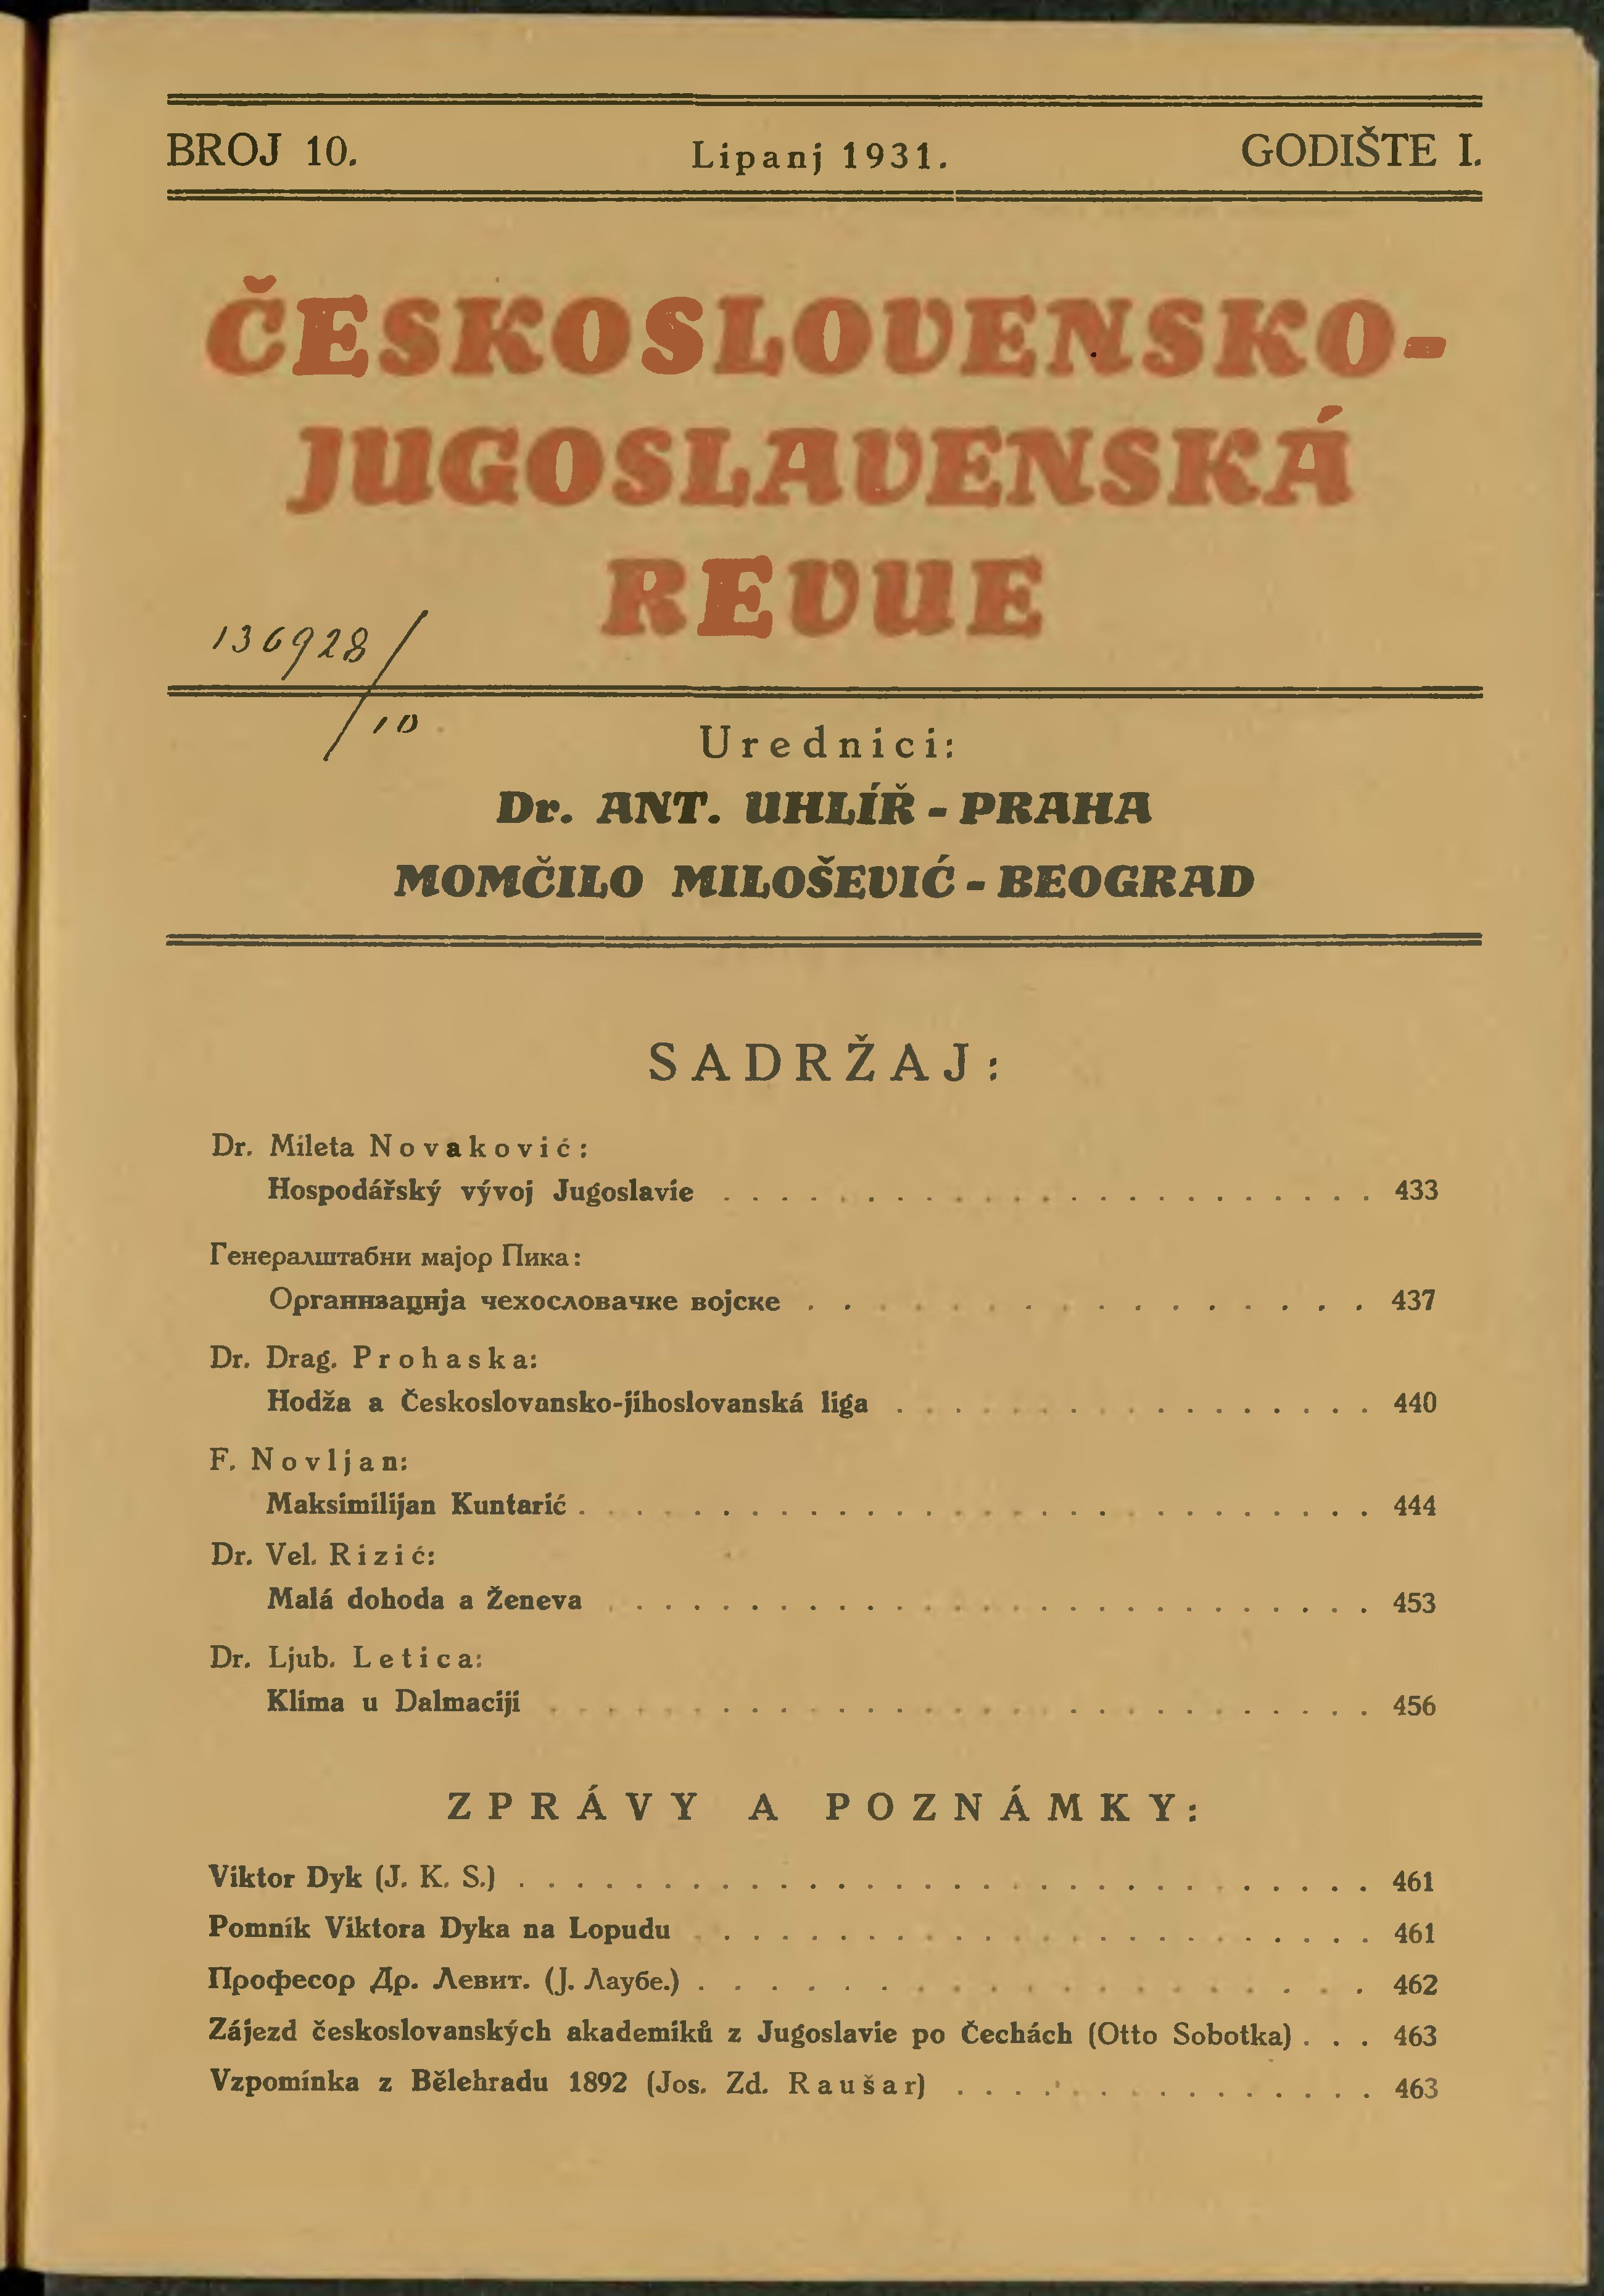 BROJ 10. Lipanj 1931. GODIŠTE I.
ČESKOSLOVENSKO-
JUGOSLAVENSKÁ
REVUE
136928/
/10
Urednici:
Dr. ANT. UHLÍŘ - PRAHA
MOMČILO MILOŠEVIĆ - BEOGRAD
SADRŽAJ:
Dr. Mileta Novaković:
Hospodářský vývoj Jugoslavie . . . . . . . . . . . . . . . . . . . . . . . 433
Генералштабни мајор Пика:
Организација чехословачке војске . . . . . . . . . . . . . . . . 437
Dr. Drag. Prohaska:
Hodža a Československo-jihoslovanská liga . . . . . . . . . . . . . . . . . 440
F. Novljan:
Maksimilijan Kuntarić . . . . . . . . . . . . . . . . . . . . . . . . . . . . 444
Dr. Vel. Rizić:
Malá dohoda a Ženeva . . . . . . . . . . . . . . . . . . . . . . . . . . . 453
Dr. Ljub. Letica:
Klima u Dalmaciji . . . . . . . . . . . . . . . . . . . . . . . . . . . . . 456
ZPRÁVY A POZNÁMKY:
Viktor Dyk (J. K. S.) . . . . . . . . . . . . . . . . . . . . . . . . . . . . . . 461
Pomník Viktora Dyka na Lopudu . . . . . . . . . . . . . . . . . . . . . . . . 461
Професор Др. Левит. (Ј. Лаубе.) . . . . . . . . . . . . . . . . . . . 462
Zájezd československých akademiků z Jugoslavie po Čechách (Otto Sobotka) . . . 463
Vzpomínka z Bělehradu 1892 (Jos. Zd. Raušar) . . . . . . . . . . . . . . . 463